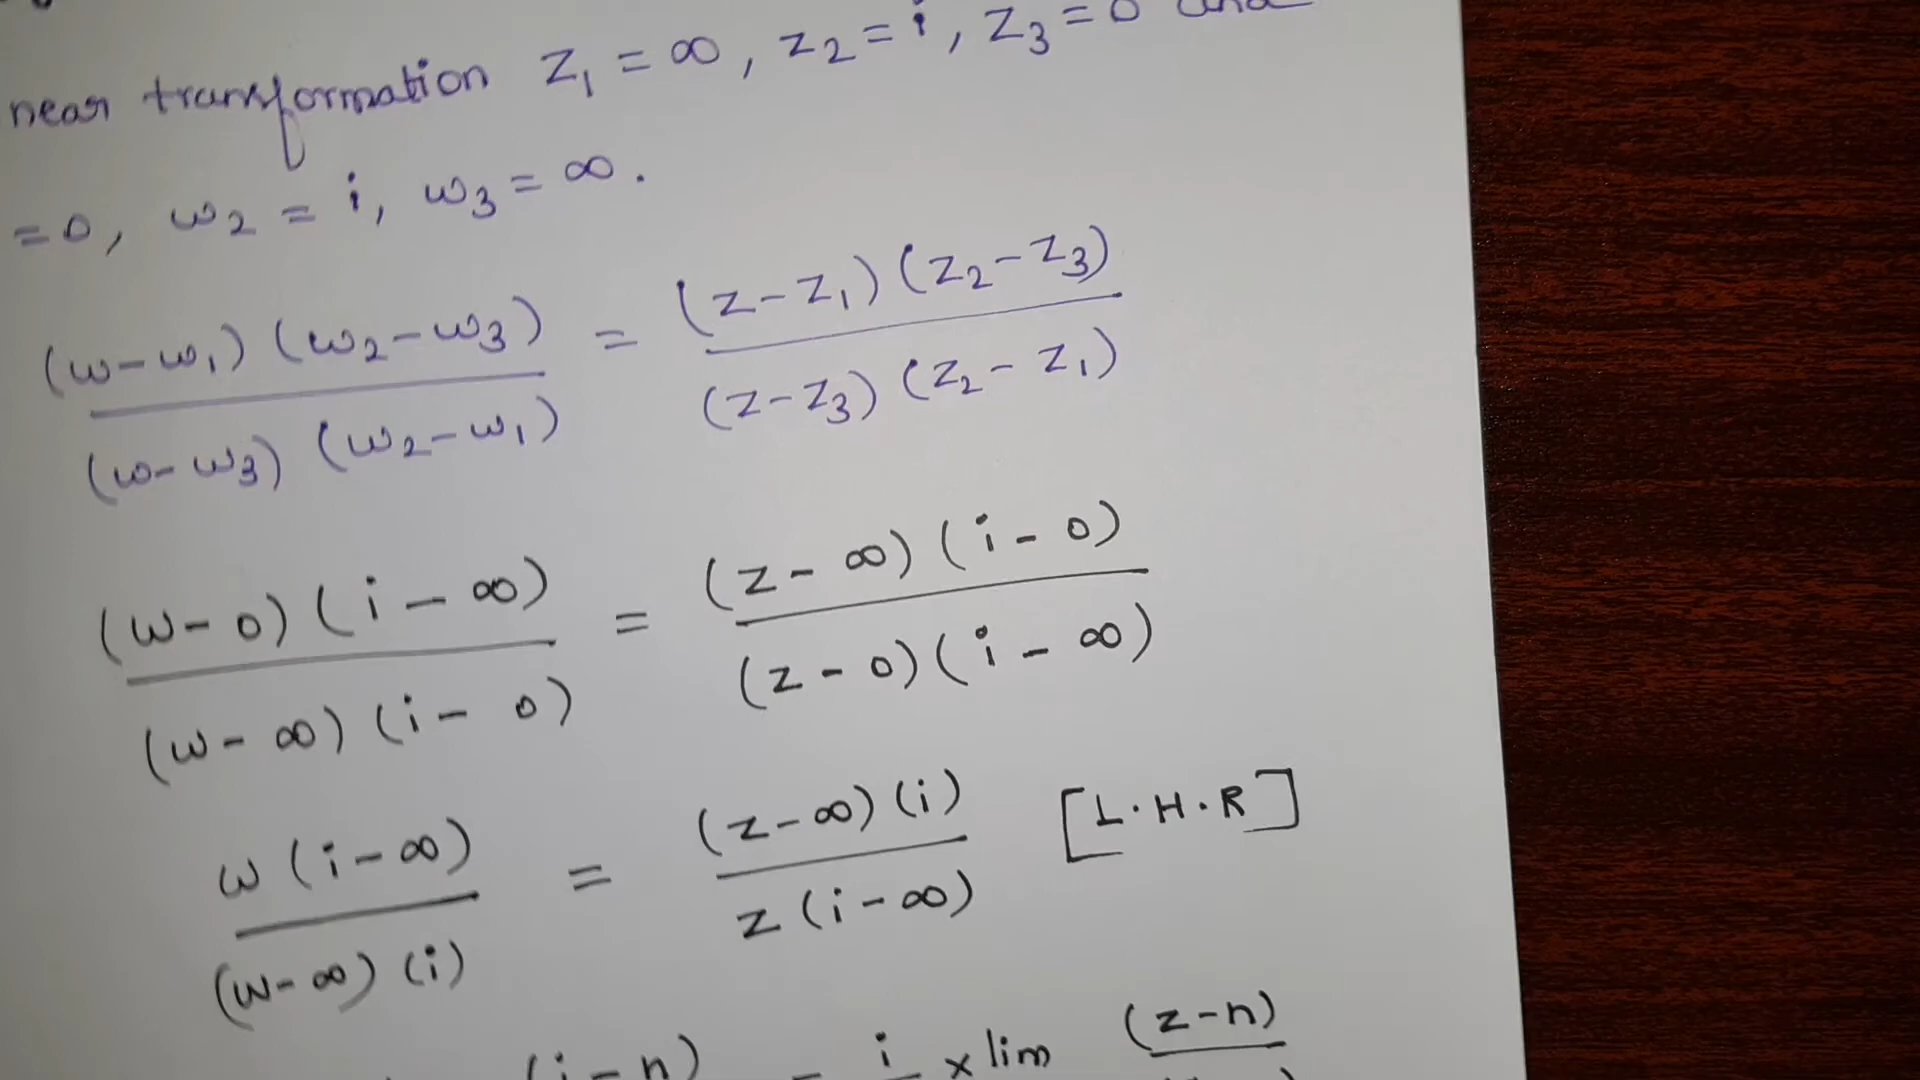 near transformation z₁ = ∞, z₂ = i, z₃ = 0
= 0, w₂ = i, w₃ = ∞.
(w-w₁) (w₂-w₃) / (w-w₃) (w₂-w₁) = (z-z₁) (z₂-z₃) / (z-z₃) (z₂-z₁)
(w-0) (i-∞) / (w-∞) (i-0) = (z-∞) (i-0) / (z-0) (i-∞)
w (i-∞) / (w-∞) (i) = (z-∞) (i) / z (i-∞) [L.H.R]
(i-n) = i × lim (z-n)